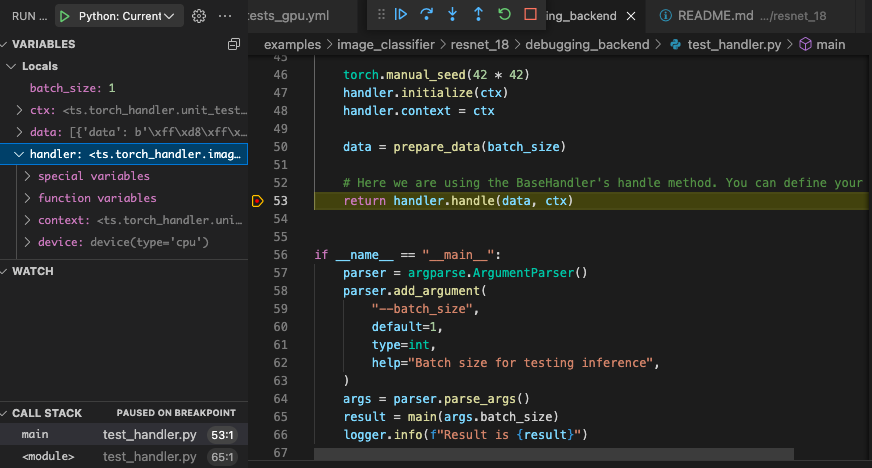 RUN ... Python: Current ...
tests_gpu.yml
ing_backend
README.md .../resnet_18
examples > image_classifier > resnet_18 > debugging_backend > test_handler.py > main
VARIABLES
Locals
batch_size: 1
ctx: <ts.torch_handler.unit_test...
data: [{'data': b'\xff\xd8\xff\x...
handler: <ts.torch_handler.imag...
special variables
function variables
context: <ts.torch_handler.uni...
device: device(type='cpu')
WATCH
CALL STACK PAUSED ON BREAKPOINT
main test_handler.py 53:1
<module> test_handler.py 65:1
45
46 torch.manual_seed(42 * 42)
47 handler.initialize(ctx)
48 handler.context = ctx
49
50 data = prepare_data(batch_size)
51
52 # Here we are using the BaseHandler's handle method. You can define your
53 return handler.handle(data, ctx)
54
55
56 if __name__ == "__main__":
57 parser = argparse.ArgumentParser()
58 parser.add_argument(
59 "--batch_size",
60 default=1,
61 type=int,
62 help="Batch size for testing inference",
63 )
64 args = parser.parse_args()
65 result = main(args.batch_size)
66 logger.info(f"Result is {result}")
67